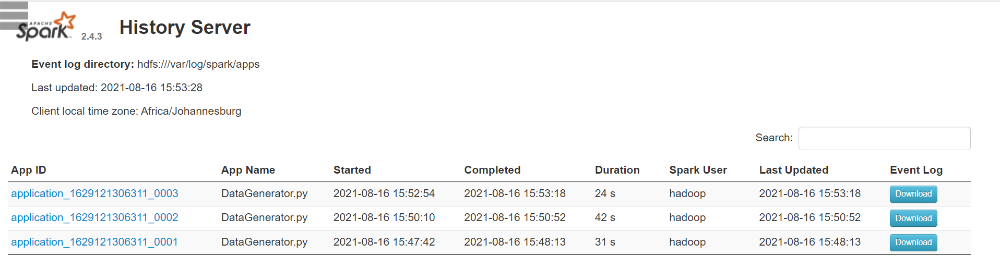 APACHE
Spark 2.4.3 History Server
Event log directory: hdfs:///var/log/spark/apps
Last updated: 2021-08-16 15:53:28
Client local time zone: Africa/Johannesburg
Search:
App ID App Name Started Completed Duration Spark User Last Updated Event Log
application_1629121306311_0003 DataGenerator.py 2021-08-16 15:52:54 2021-08-16 15:53:18 24 s hadoop 2021-08-16 15:53:18 Download
application_1629121306311_0002 DataGenerator.py 2021-08-16 15:50:10 2021-08-16 15:50:52 42 s hadoop 2021-08-16 15:50:52 Download
application_1629121306311_0001 DataGenerator.py 2021-08-16 15:47:42 2021-08-16 15:48:13 31 s hadoop 2021-08-16 15:48:13 Download